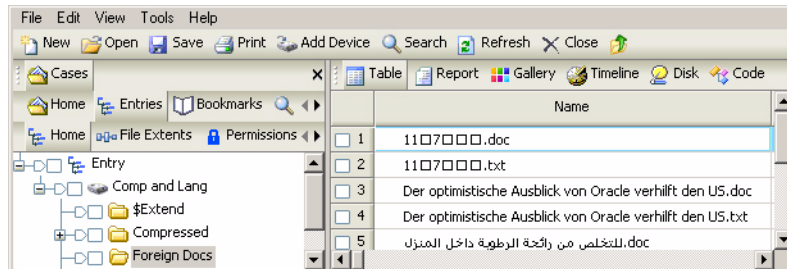 File Edit View Tools Help
New Open Save Print Add Device Search Refresh Close
Cases
Table Report Gallery Timeline Disk Code
Home Entries Bookmarks
Name
Home File Extents Permissions
1 11□7□□□.doc
Entry
2 11□7□□□.txt
Comp and Lang
3 Der optimistische Ausblick von Oracle verhilft den US.doc
$Extend
4 Der optimistische Ausblick von Oracle verhilft den US.txt
Compressed
5 للتخلص من رائحة الرطوبة داخل المنزل.doc
Foreign Docs